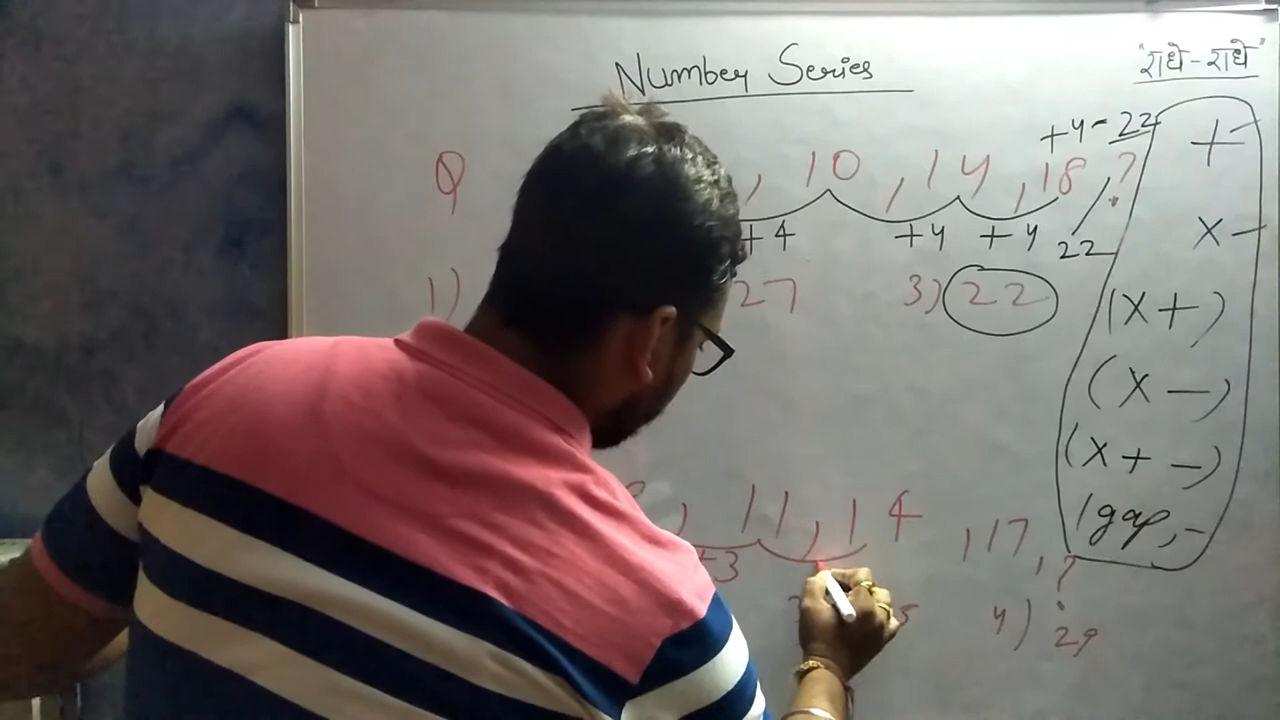 Number Series
"राधे-राधे"
+4-22
Q , 10 , 14 , 18 ?
+4 +4 +4 22
1) 27 3) 22
+
x -
(x +)
(x -)
(x + -)
1gap, -
, 11 , 14 , 17 , ?
+3
4) 29